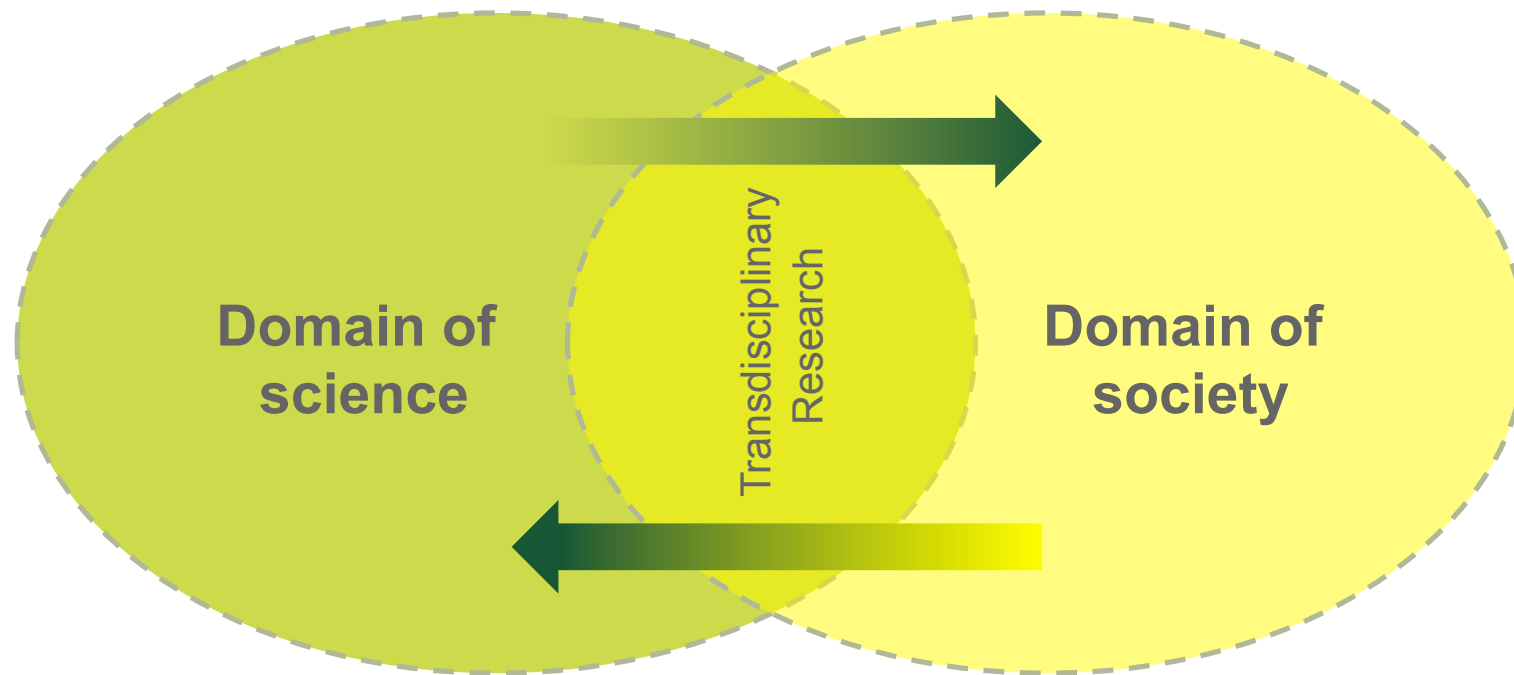 Domain of
science
Transdisciplinary
Research
Domain of
society